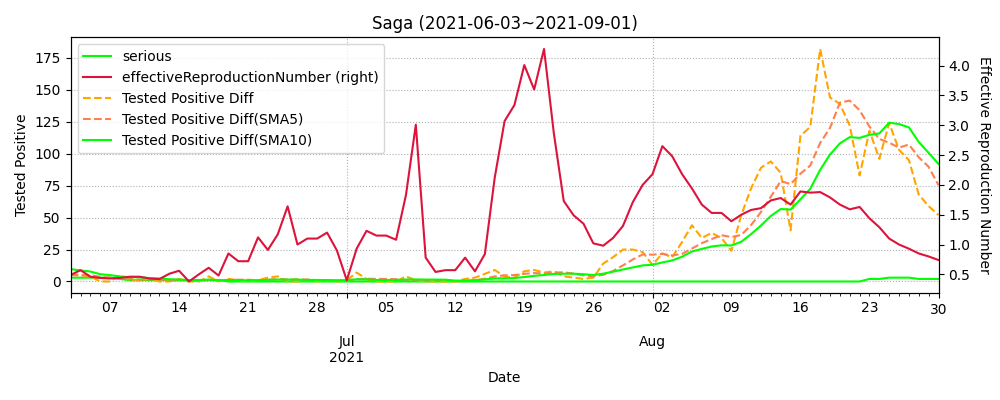 Saga (2021-06-03~2021-09-01)
serious
effectiveReproductionNumber (right)
Tested Positive Diff
Tested Positive Diff(SMA5)
Tested Positive Diff(SMA10)
Tested Positive
175
150
125
100
75
50
25
0
4.0
3.5
3.0
2.5
2.0
1.5
1.0
0.5
Effective Reproduction Number
07 14 21 28 05 12 19 26 02 09 16 23 30
Jul Aug
2021
Date